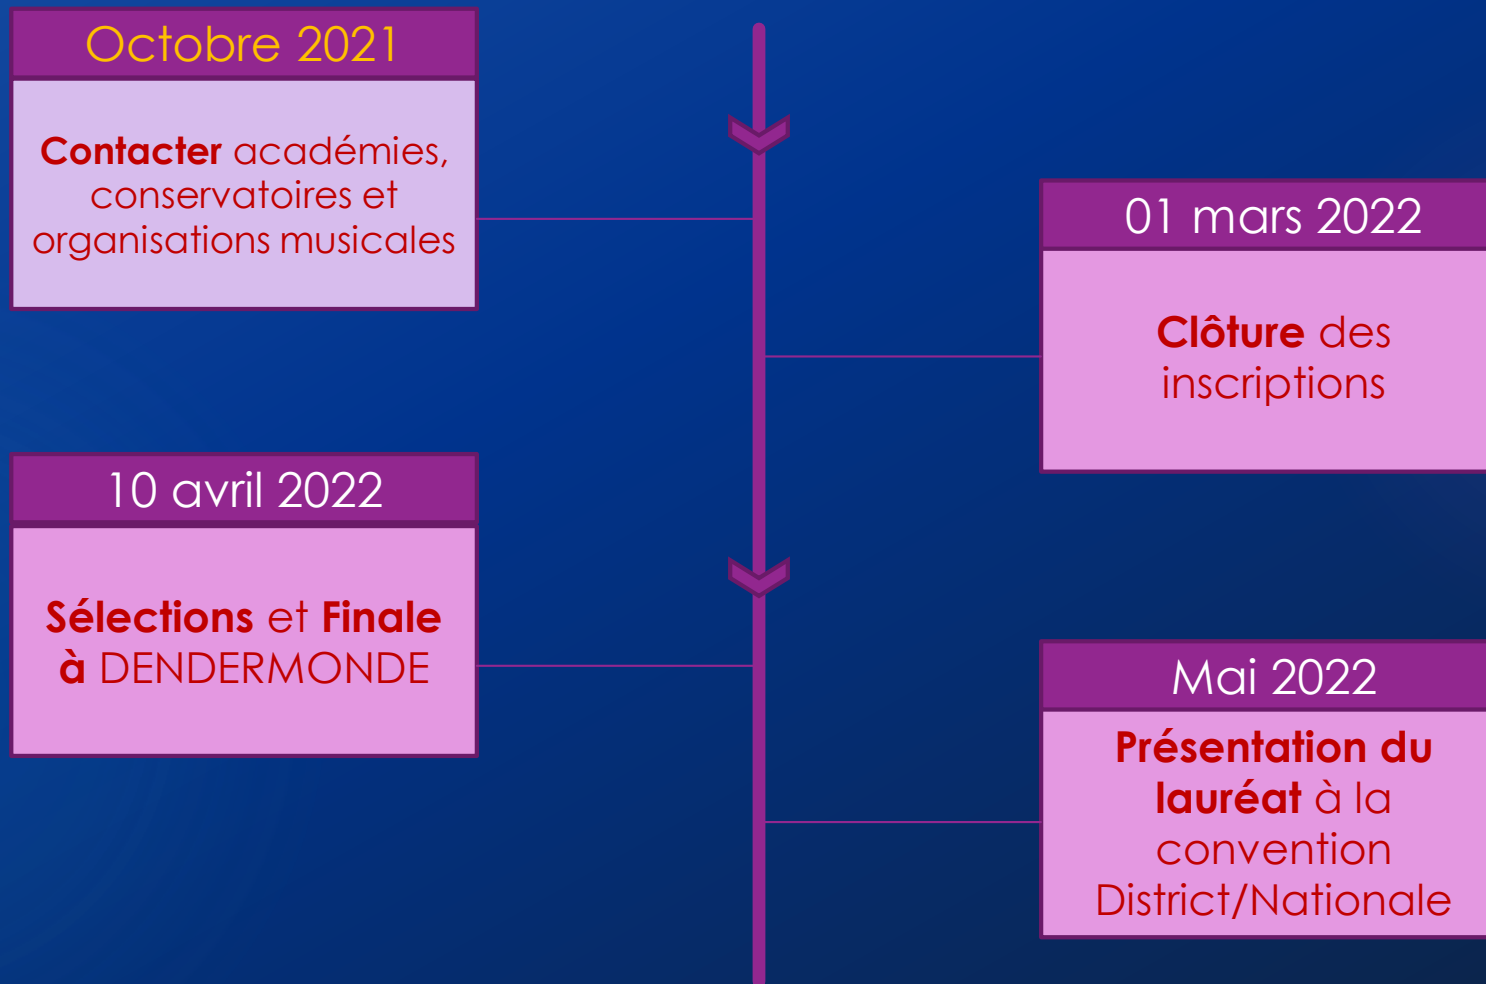 Octobre 2021
Contacter académies,
conservatoires et
organisations musicales
01 mars 2022
Clôture des
inscriptions
10 avril 2022
Sélections et Finale
à DENDERMONDE
Mai 2022
Présentation du
lauréat à la
convention
District/Nationale